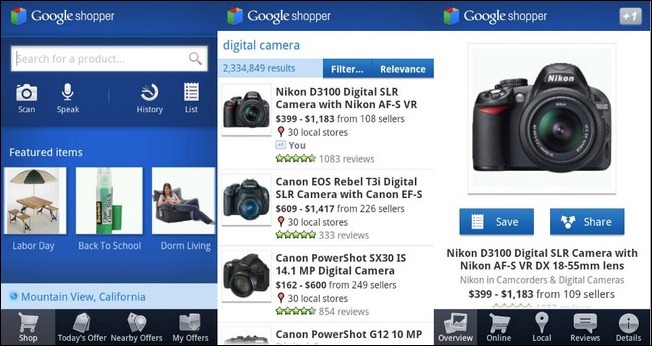 Google shopper
Search for a product...
Scan
Speak
History
List
Featured items
Labor Day
Back To School
Dorm Living
Mountain View, California
Shop
Today's Offer
Nearby Offers
My Offers
Google shopper
digital camera
2,334,849 results
Filter...
Relevance
Nikon D3100 Digital SLR
Camera with Nikon AF-S VR
$399 - $1,183 from 108 sellers
30 local stores
+1 You
1083 reviews
Canon EOS Rebel T3i Digital
SLR Camera with Canon EF-S
$609 - $1,417 from 226 sellers
30 local stores
333 reviews
Canon PowerShot SX30 IS
14.1 MP Digital Camera
$162 - $600 from 249 sellers
30 local stores
854 reviews
Canon PowerShot G12 10 MP
Google shopper
+1
Nikon
Save
Share
Nikon D3100 Digital SLR Camera with
Nikon AF-S VR DX 18-55mm lens
Nikon in Camcorders & Digital Cameras
$399 - $1,183 from 109 sellers
Overview
Online
Local
Reviews
Details